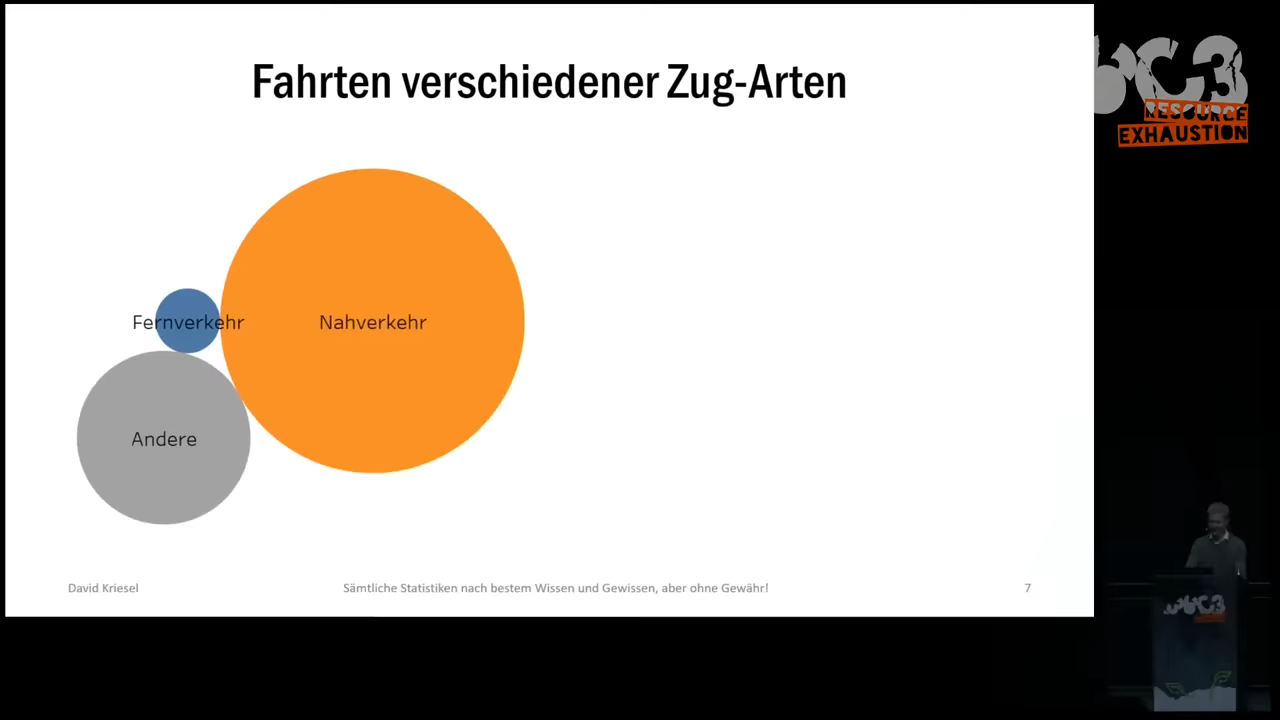 Fahrten verschiedener Zug-Arten
Fernverkehr
Nahverkehr
Andere
David Kriesel
Sämtliche Statistiken nach bestem Wissen und Gewissen, aber ohne Gewähr!
7
C3
RESOURCE
EXHAUSTION